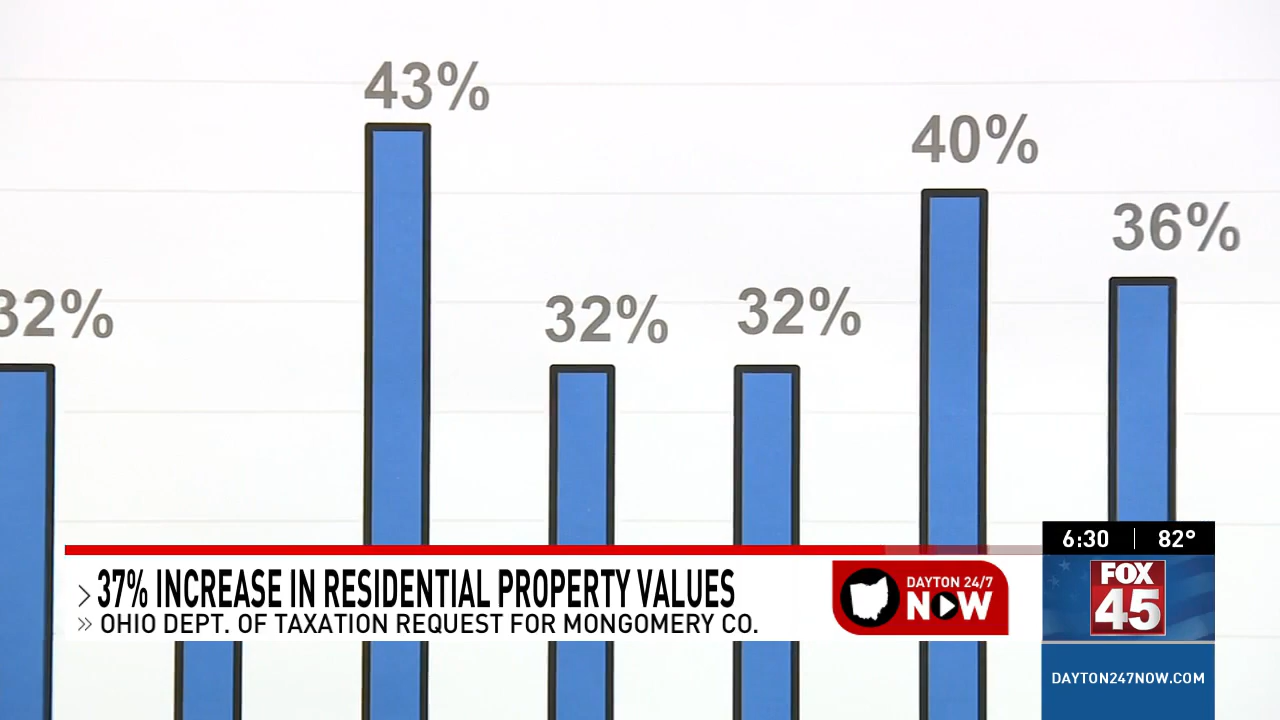 43%
40%
36%
32%
32%
32%
6:30 | 82°
37% INCREASE IN RESIDENTIAL PROPERTY VALUES
OHIO DEPT. OF TAXATION REQUEST FOR MONGOMERY CO.
DAYTON 24/7
NOW
FOX
45
DAYTON247NOW.COM